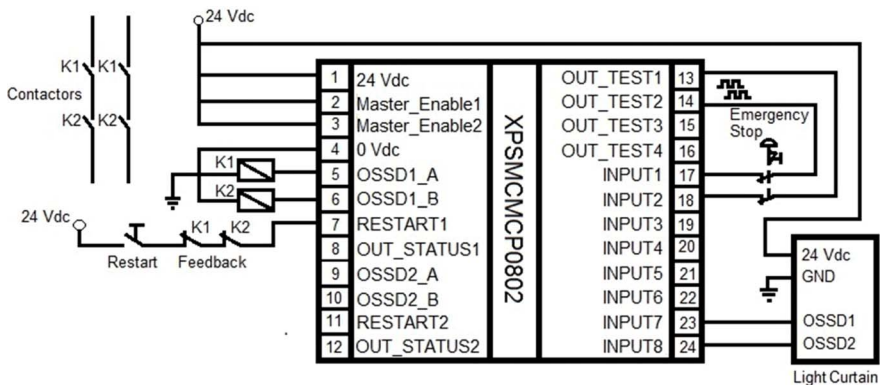 24 Vdc
K1 K1
Contactors
K2 K2
K1
K2
24 Vdc
K1 K2
Restart Feedback
1 24 Vdc
2 Master_Enable1
3 Master_Enable2
4 0 Vdc
5 OSSD1_A
6 OSSD1_B
7 RESTART1
8 OUT_STATUS1
9 OSSD2_A
10 OSSD2_B
11 RESTART2
12 OUT_STATUS2
XPSMCMCP0802
OUT_TEST1 13
OUT_TEST2 14
OUT_TEST3 15
OUT_TEST4 16
INPUT1 17
INPUT2 18
INPUT3 19
INPUT4 20
INPUT5 21
INPUT6 22
INPUT7 23
INPUT8 24
Emergency
Stop
24 Vdc
GND
OSSD1
OSSD2
Light Curtain